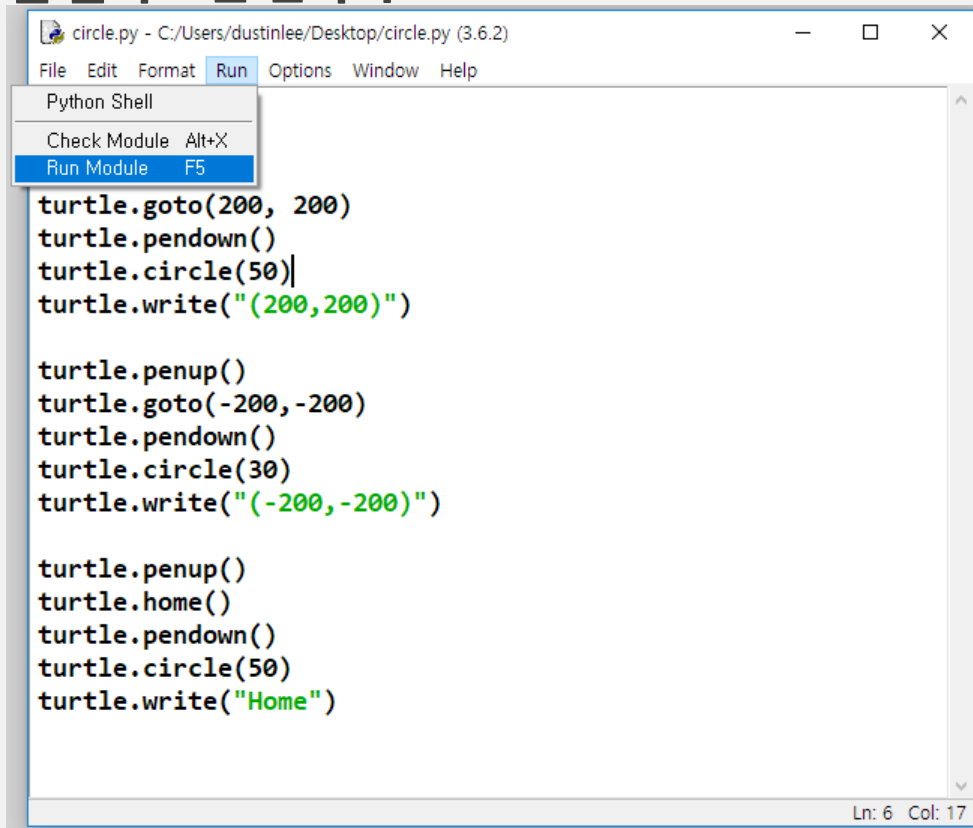 circle.py - C:/Users/dustinlee/Desktop/circle.py (3.6.2)
File Edit Format Run Options Window Help
Python Shell
Check Module Alt+X
Run Module F5
turtle.goto(200, 200)
turtle.pendown()
turtle.circle(50)
turtle.write("(200,200)")
turtle.penup()
turtle.goto(-200,-200)
turtle.pendown()
turtle.circle(30)
turtle.write("(-200,-200)")
turtle.penup()
turtle.home()
turtle.pendown()
turtle.circle(50)
turtle.write("Home")
Ln: 6 Col: 17